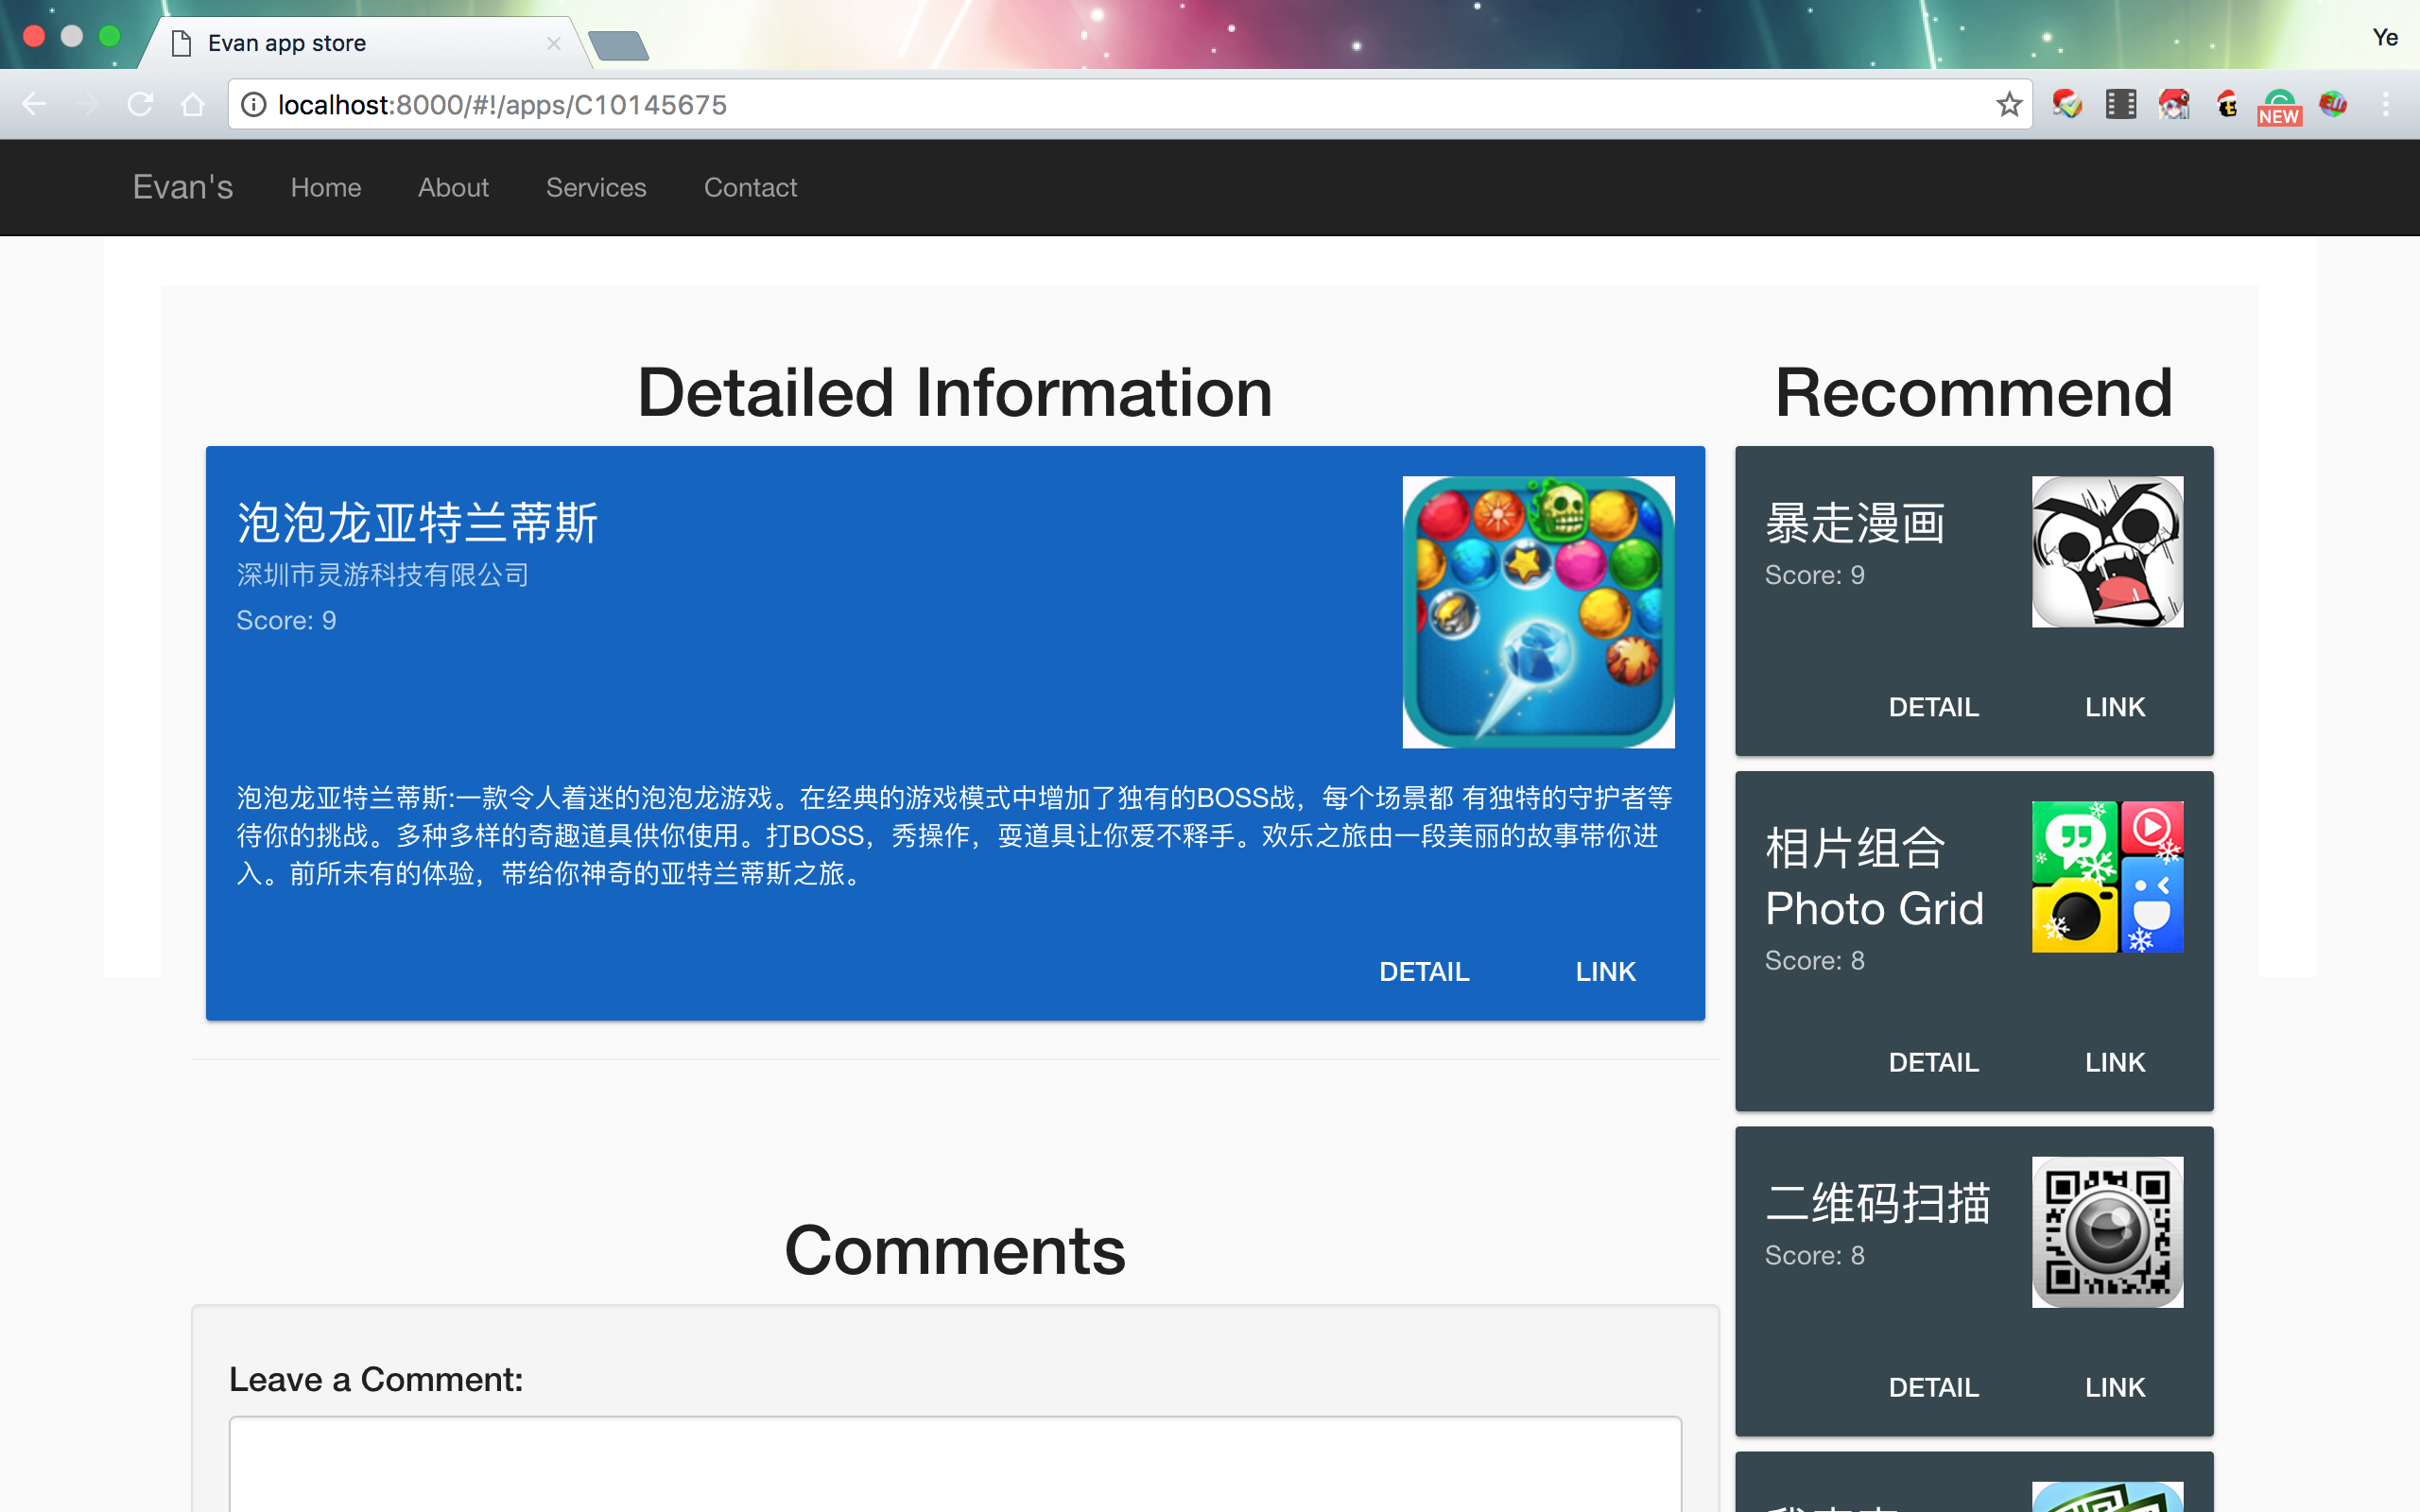 Evan app store
Ye
localhost:8000/#!/apps/C10145675
NEW
Evan's
Home
About
Services
Contact
Detailed Information
泡泡龙亚特兰蒂斯
深圳市灵游科技有限公司
Score: 9
泡泡龙亚特兰蒂斯:一款令人着迷的泡泡龙游戏。在经典的游戏模式中增加了独有的BOSS战，每个场景都 有独特的守护者等
待你的挑战。多种多样的奇趣道具供你使用。打BOSS，秀操作，耍道具让你爱不释手。欢乐之旅由一段美丽的故事带你进
入。前所未有的体验，带给你神奇的亚特兰蒂斯之旅。
DETAIL
LINK
Comments
Leave a Comment:
Recommend
暴走漫画
Score: 9
DETAIL
LINK
相片组合
Photo Grid
Score: 8
DETAIL
LINK
二维码扫描
Score: 8
DETAIL
LINK